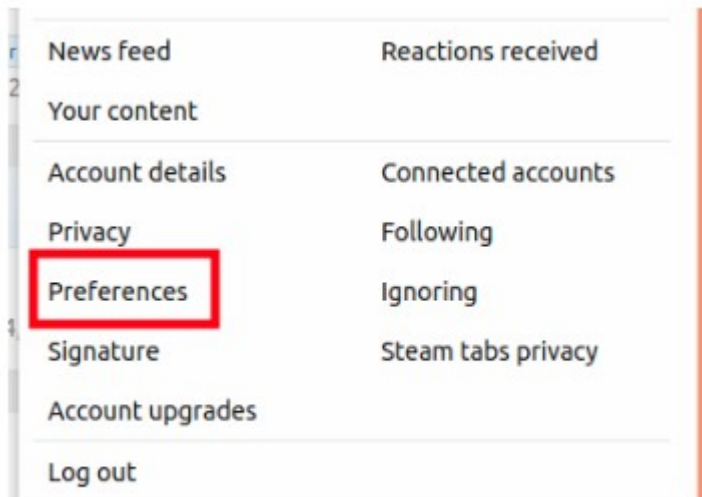 News feed Reactions received
Your content
Account details Connected accounts
Privacy Following
Preferences Ignoring
Signature Steam tabs privacy
Account upgrades
Log out